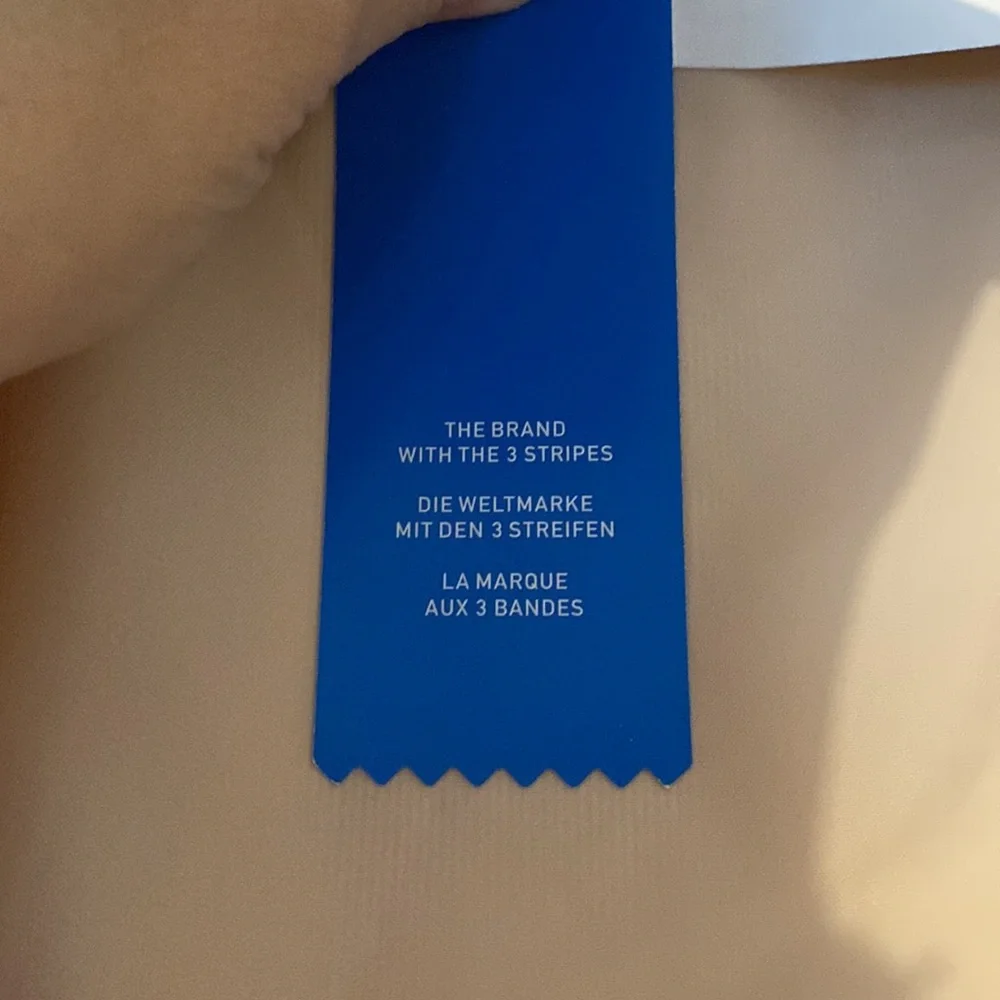 THE BRAND
WITH THE 3 STRIPES
DIE WELTMARKE
MIT DEN 3 STREIFEN
LA MARQUE
AUX 3 BANDES